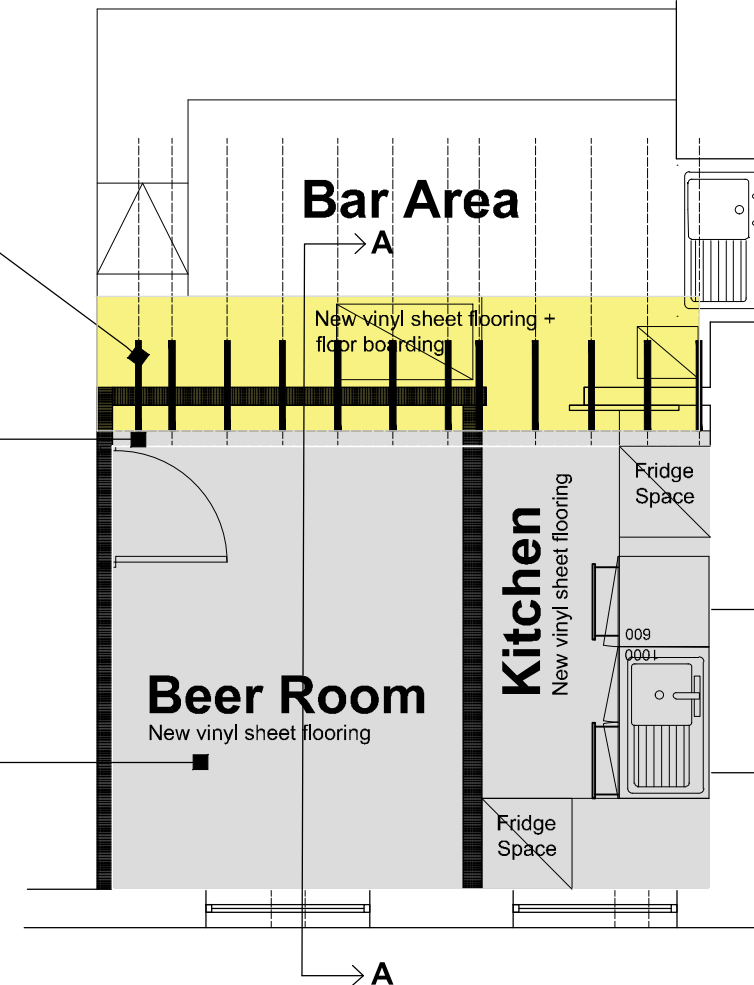 Bar Area
A
New vinyl sheet flooring +
floor boarding
Fridge
Space
Kitchen
New vinyl sheet flooring
600
1000
Beer Room
New vinyl sheet flooring
Fridge
Space
A